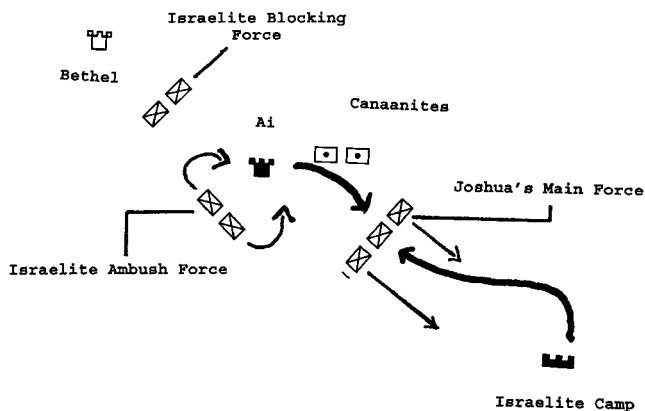 Israelite Blocking
Force
Bethel
Canaanites
Ai
Joshua's Main Force
Israelite Ambush Force
Israelite Camp